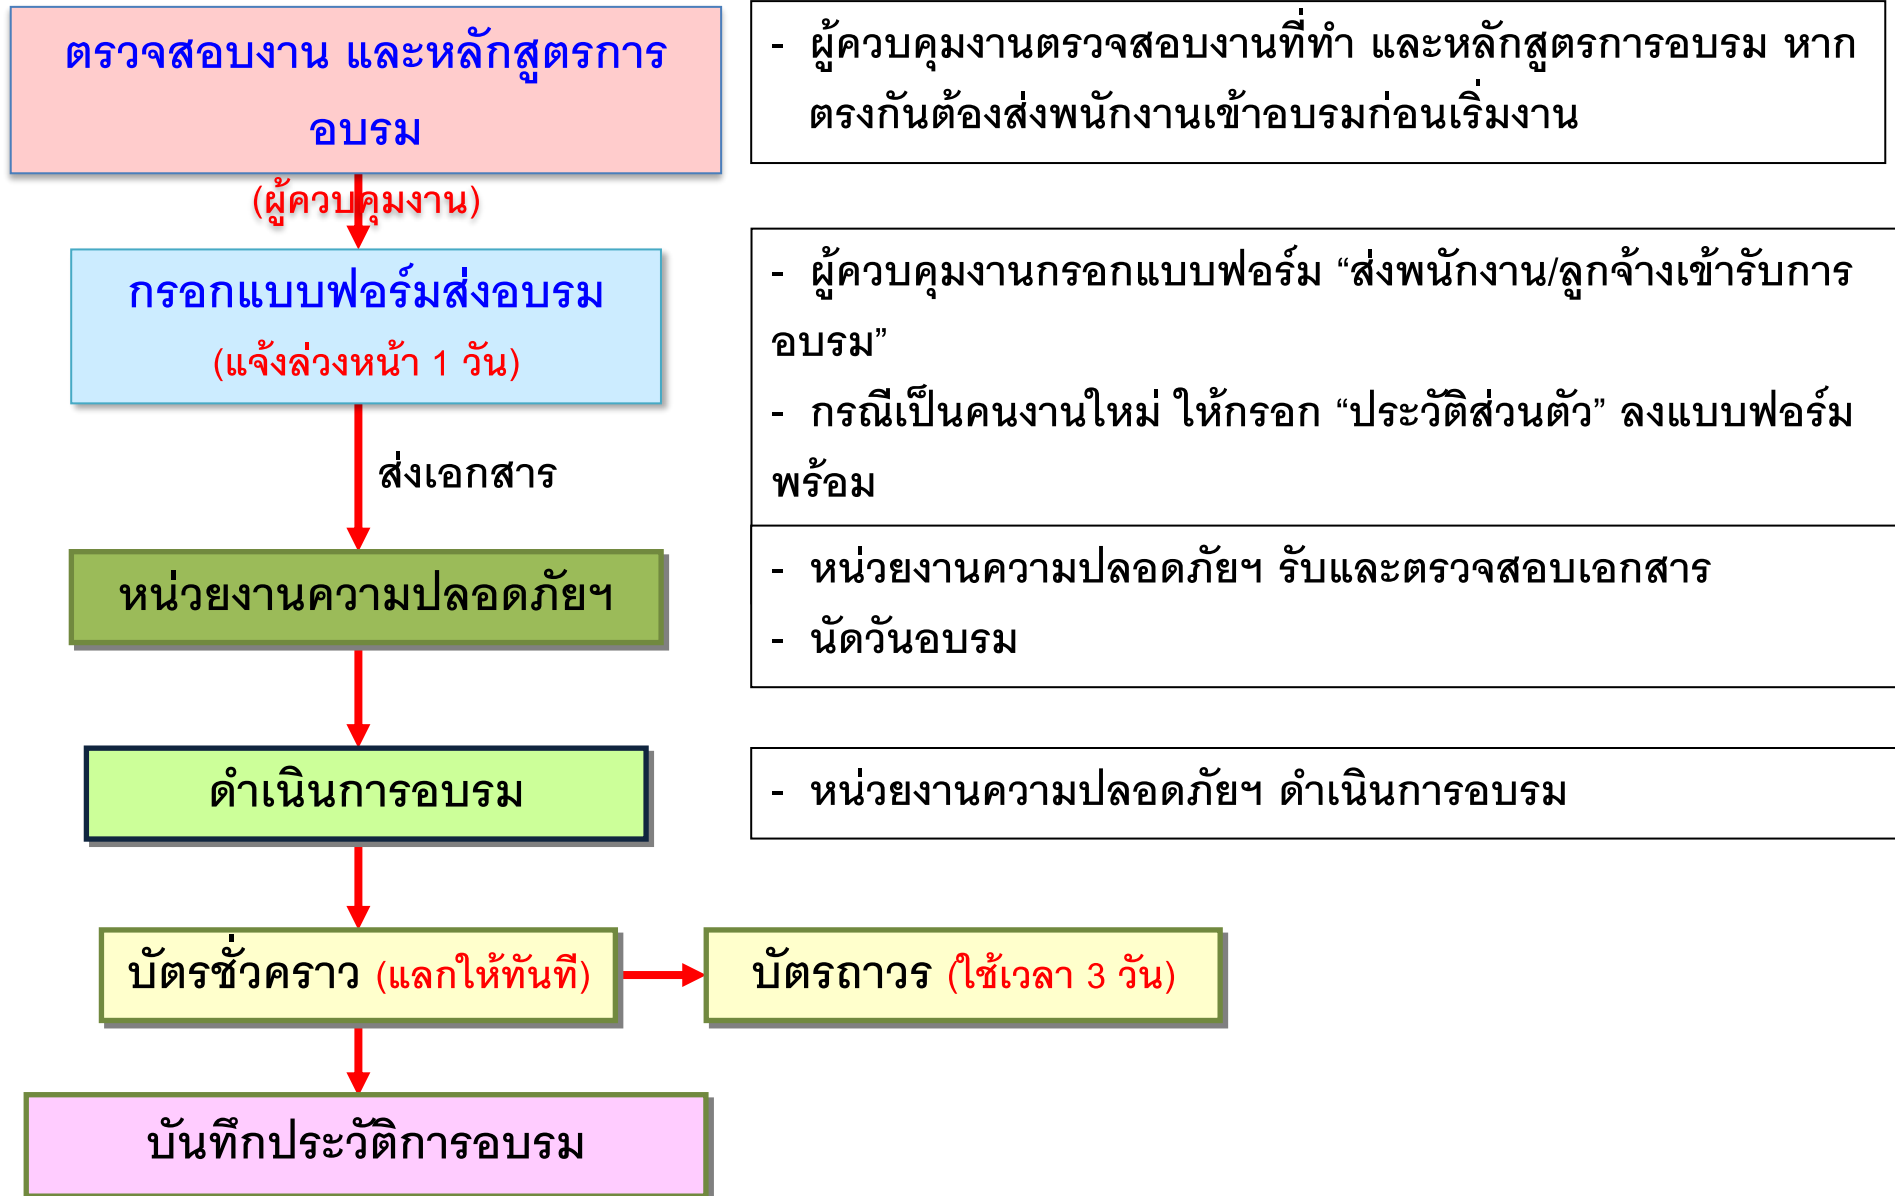 ตรวจสอบงาน และหลักสูตรการ
อบรม
(ผู้ควบคุมงาน)
- ผู้ควบคุมงานตรวจสอบงานที่ทำ และหลักสูตรการอบรม หาก
ตรงกันต้องส่งพนักงานเข้าอบรมก่อนเริ่มงาน
กรอกแบบฟอร์มส่งอบรม
(แจ้งล่วงหน้า 1 วัน)
- ผู้ควบคุมงานกรอกแบบฟอร์ม “ส่งพนักงาน/ลูกจ้างเข้ารับการ
อบรม”
- กรณีเป็นคนงานใหม่ ให้กรอก “ประวัติส่วนตัว” ลงแบบฟอร์ม
พร้อม
ส่งเอกสาร
หน่วยงานความปลอดภัยฯ
- หน่วยงานความปลอดภัยฯ รับและตรวจสอบเอกสาร
- นัดวันอบรม
ดำเนินการอบรม
- หน่วยงานความปลอดภัยฯ ดำเนินการอบรม
บัตรชั่วคราว (แลกให้ทันที)
บัตรถาวร (ใช้เวลา 3 วัน)
บันทึกประวัติการอบรม